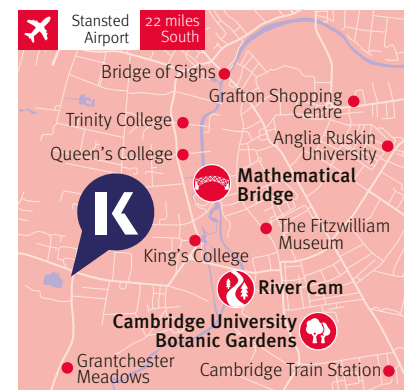 Stansted
Airport
22 miles
South
Bridge of Sighs
Grafton Shopping
Centre
Trinity College
Anglia Ruskin
University
Queen's College
Mathematical
Bridge
K
The Fitzwilliam
Museum
King's College
River Cam
Cambridge University
Botanic Gardens
Grantchester
Meadows
Cambridge Train Station